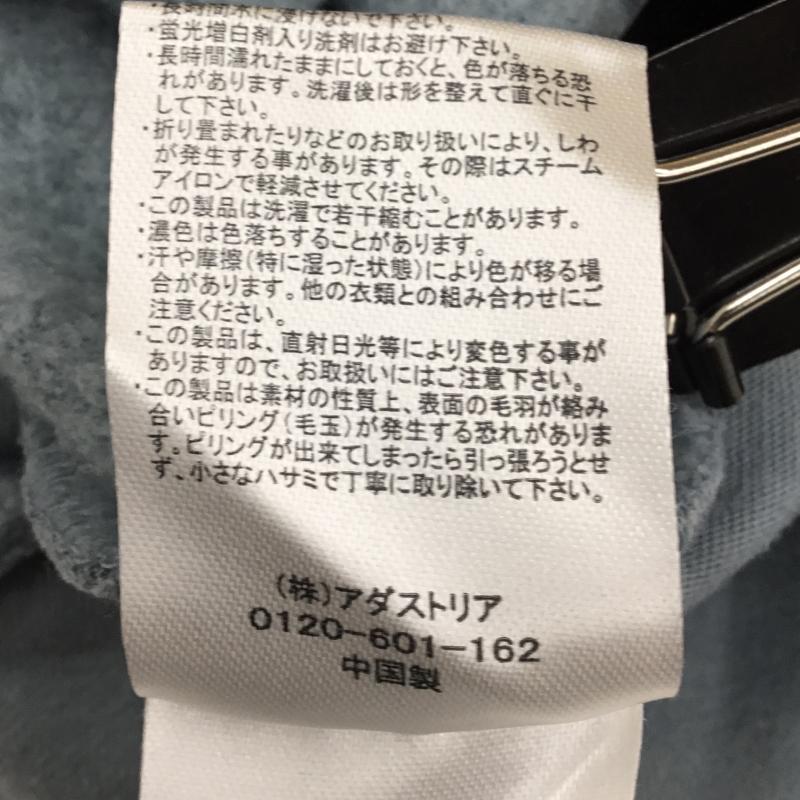 ・長時間水に浸けないで下さい。
・蛍光増白剤入り洗剤はお避け下さい。
・長時間濡れたままにしておくと、色が落ちる恐
れがあります。洗濯後は形を整えて直ぐに干
して下さい。
・折り畳まれたりなどのお取り扱いにより、しわ
が発生する事があります。その際はスチーム
アイロンで軽減させてください。
・この製品は洗濯で若干縮むことがあります。
・濃色は色落ちすることがあります。
・汗や摩擦(特に湿った状態)により色が移る場
合があります。他の衣類との組み合わせにご
注意ください。
・この製品は、直射日光等により変色する事が
ありますので、お取扱いにはご注意下さい。
・この製品は素材の性質上、表面の毛羽が絡み
合いピリング(毛玉)が発生する恐れがありま
す。ピリングが出来てしまったら引っ張ろうとせ
ず、小さなハサミで丁寧に取り除いて下さい。
(株)アダストリア
0120-601-162
中国製